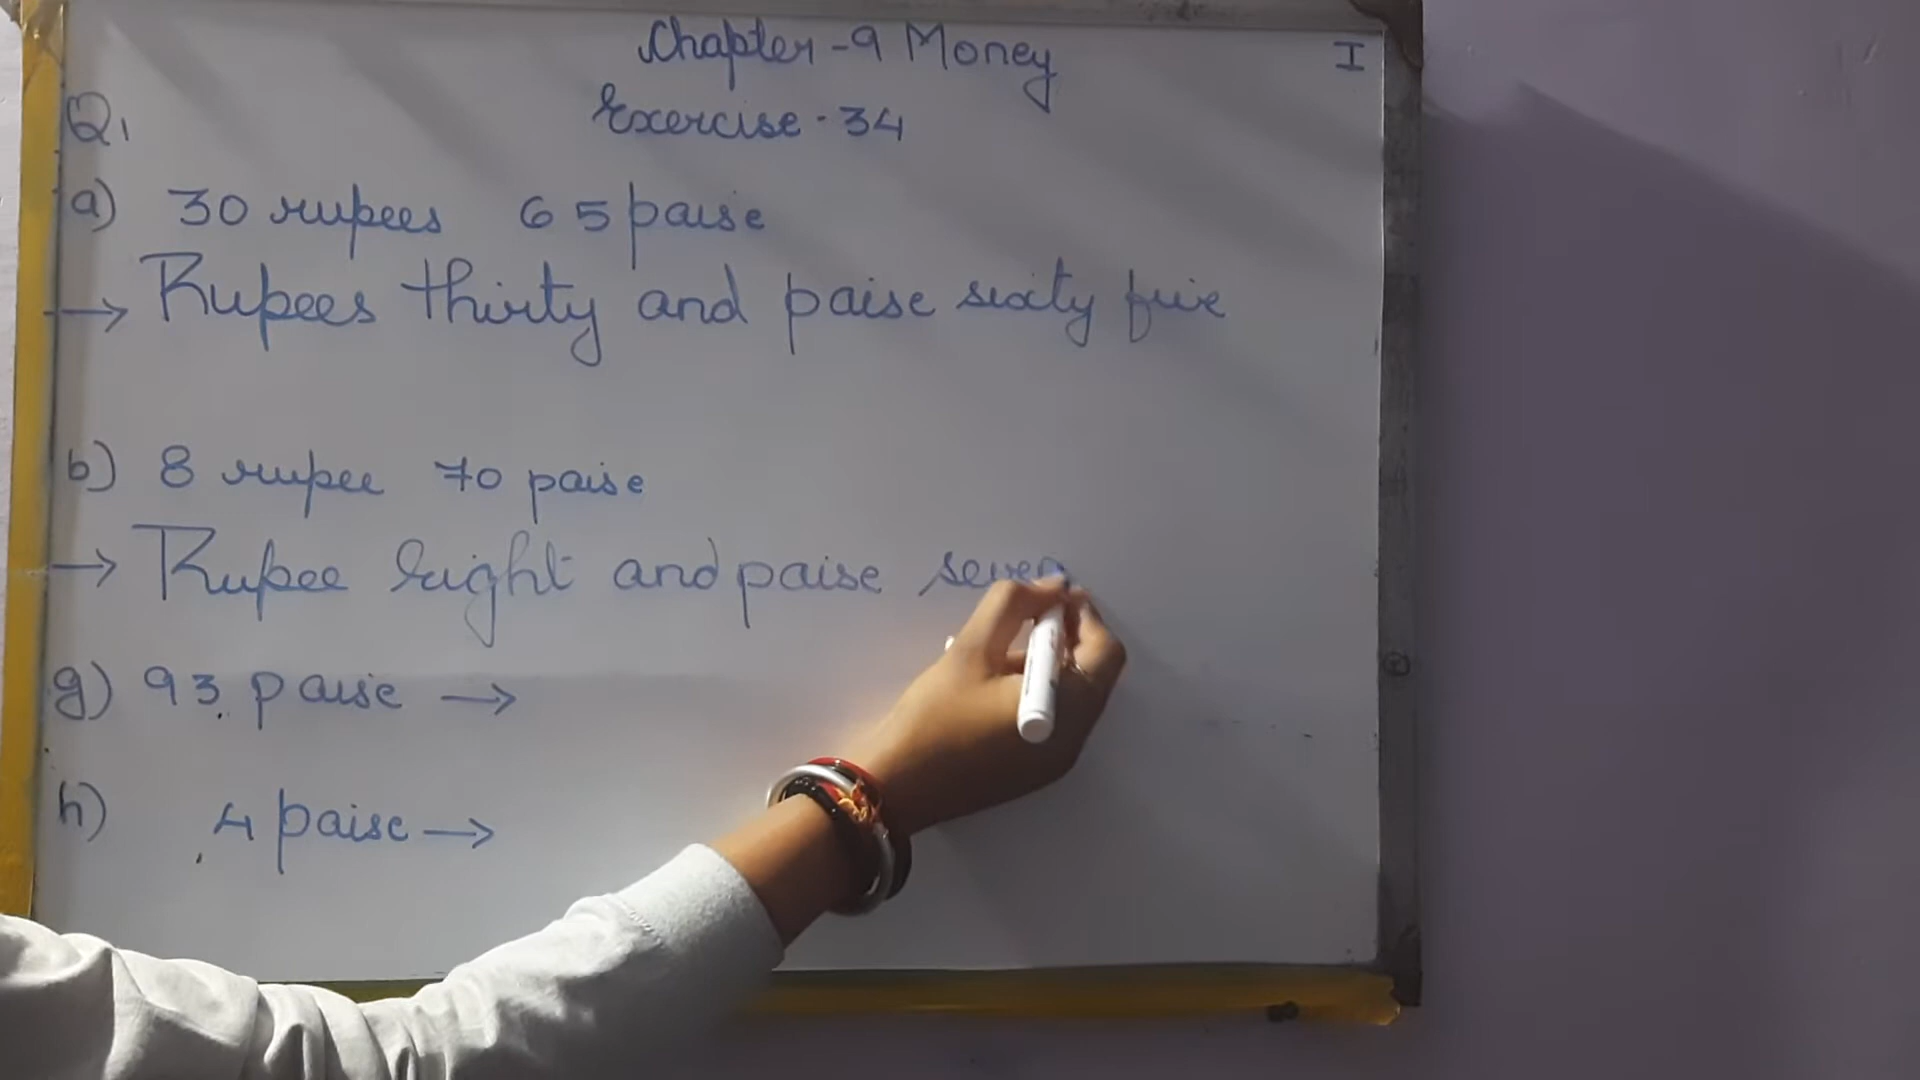 Chapter-9 Money
I
Exercise-34
Q1
a) 30 rupees 65 paise
→ Rupees thirty and paise sixty five
b) 8 rupee 70 paise
→ Rupee Eight and paise seven
g) 93 paise →
h) 4 paise →